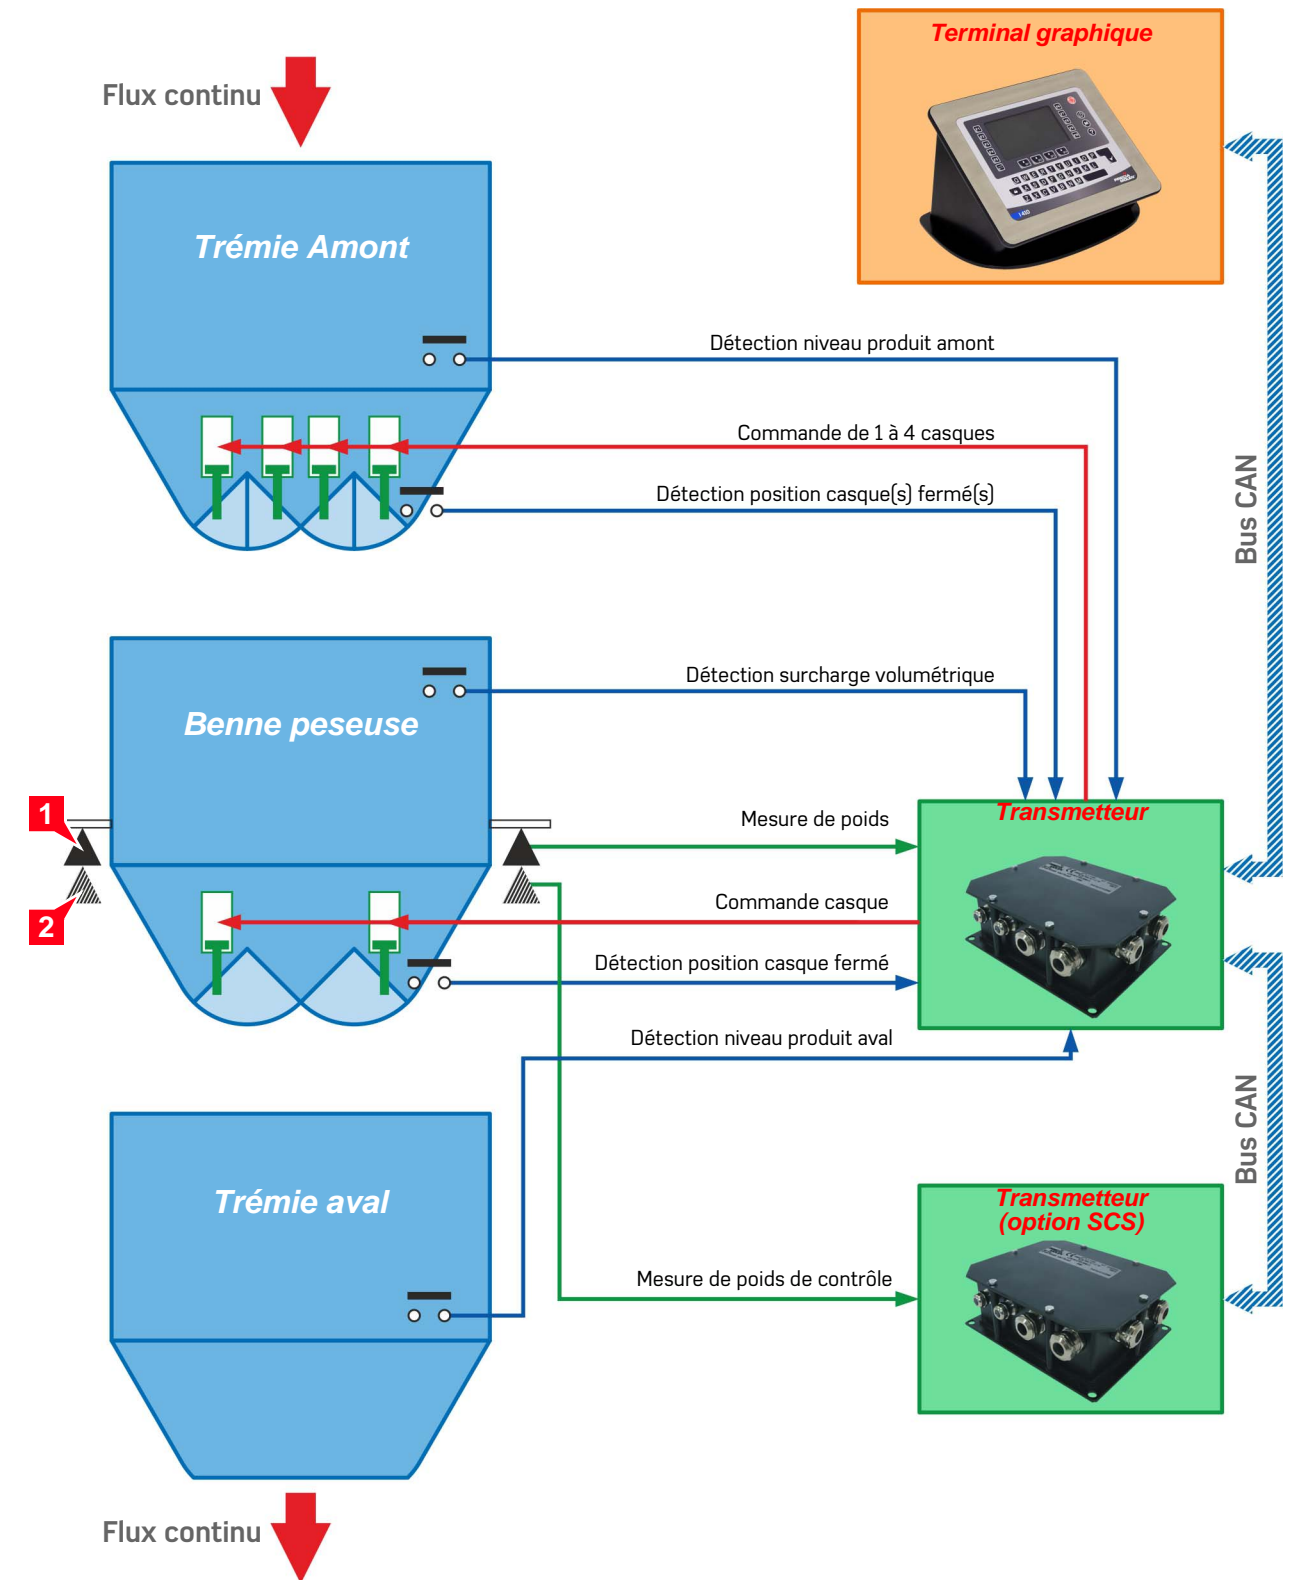 Terminal graphique
Flux continu
Trémie Amont
Détection niveau produit amont
Commande de 1 à 4 casques
Détection position casque(s) fermé(s)
Bus CAN
Détection surcharge volumétrique
Benne peseuse
1
Mesure de poids
Transmetteur
2
Commande casque
Détection position casque fermé
Détection niveau produit aval
Bus CAN
Trémie aval
Transmetteur
(option SCS)
Mesure de poids de contrôle
Flux continu